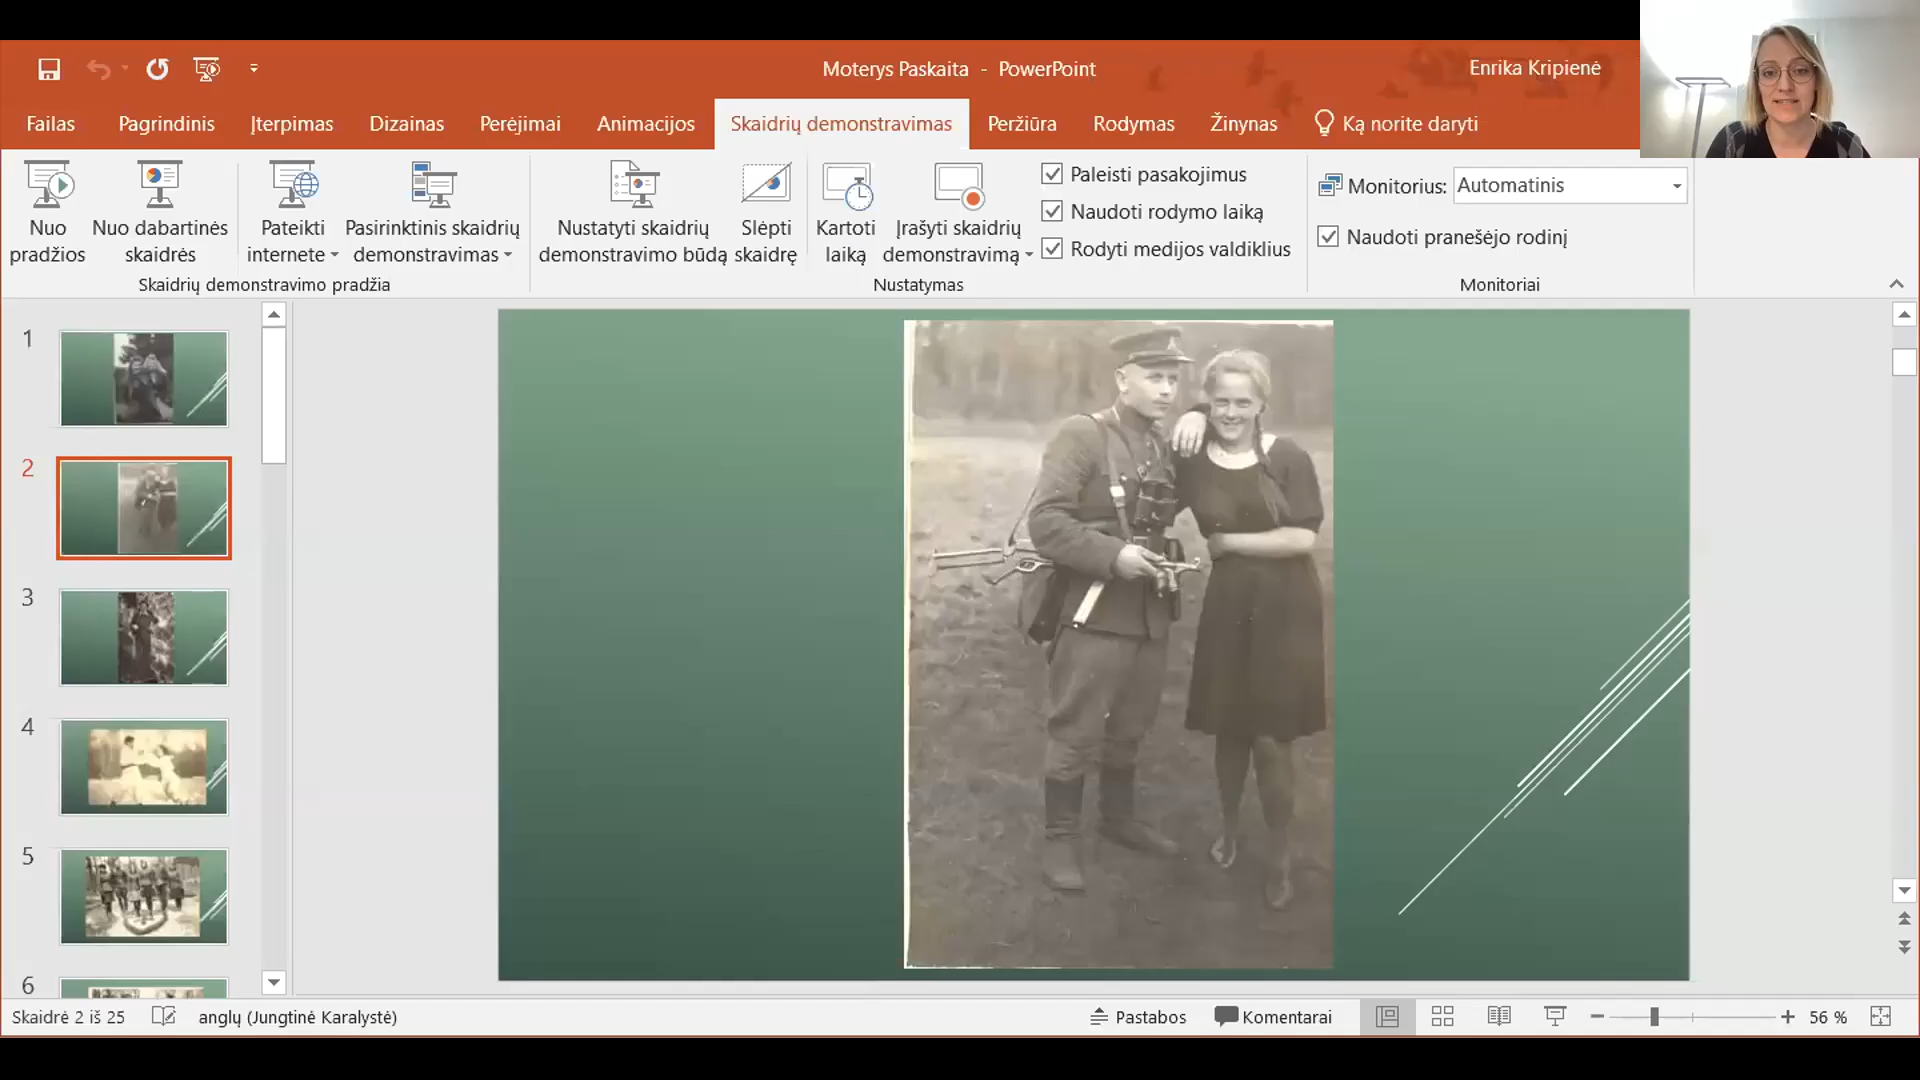 Moterys Paskaita - PowerPoint
Enrika Kripienė
Failas Pagrindinis Įterpimas Dizainas Perėjimai Animacijos Skaidrių demonstravimas Peržiūra Rodymas Žinynas Ką norite daryti
Nuo pradžios
Nuo dabartinės skaidrės
Pateikti internete
Pasirinktinis skaidrių demonstravimas
Skaidrių demonstravimo pradžia
Nustatyti skaidrių demonstravimo būdą
Slėpti skaidrę
Kartoti laiką
Įrašyti skaidrių demonstravimą
Paleisti pasakojimus
Naudoti rodymo laiką
Rodyti medijos valdiklius
Nustatymas
Monitorius: Automatinis
Naudoti pranešėjo rodinį
Monitoriai
1
2
3
4
5
6
Skaidrė 2 iš 25 anglų (Jungtinė Karalystė) Pastabos Komentarai 56 %